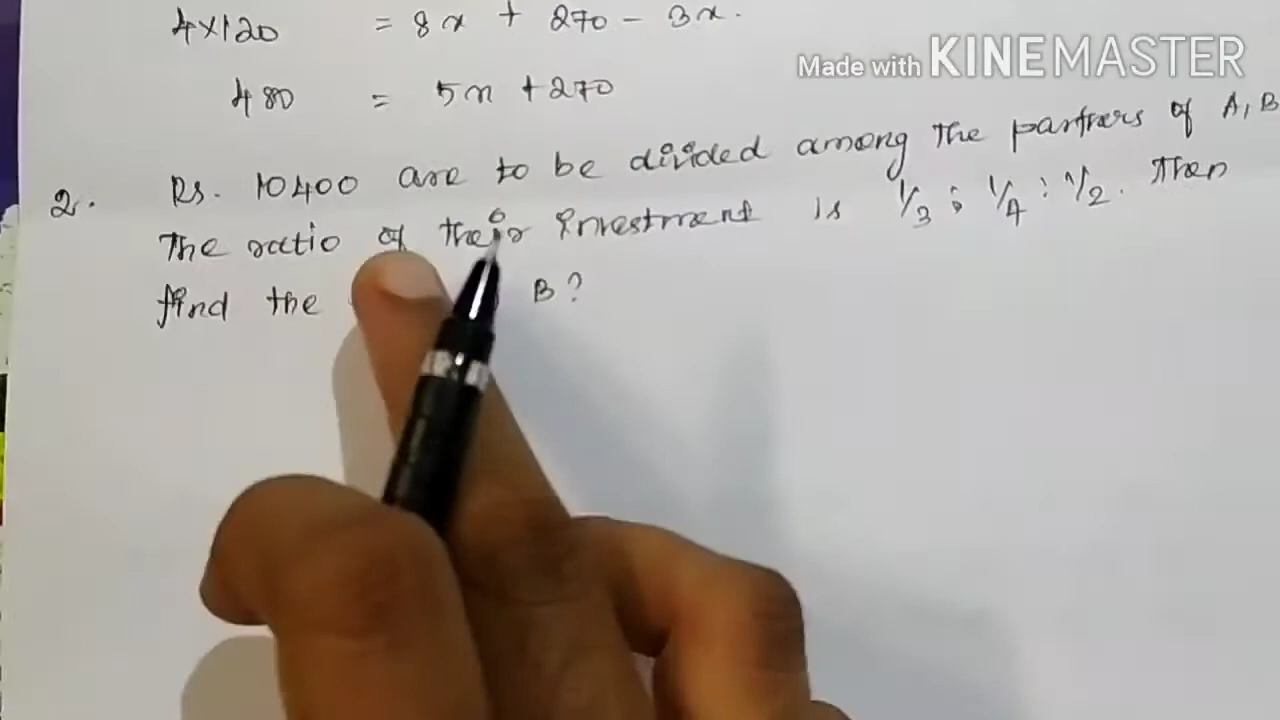 4×120 = 8x + 270 - 3x.
Made with KINEMASTER
480 = 5x + 270
2. Rs. 10400 are to be divided among the partners of A, B
The ratio of their investment is 1/3 : 1/4 : 1/2. Then
find the B?